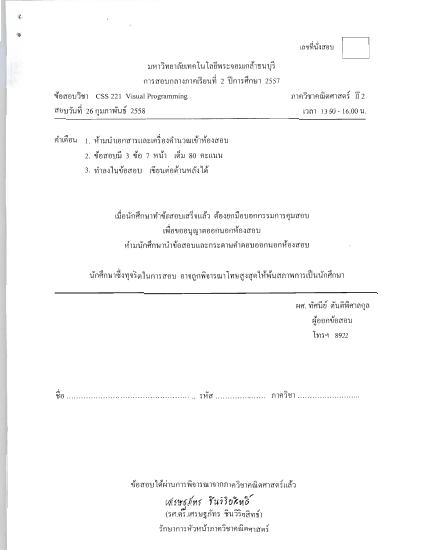 เลขที่นั่งสอบ
มหาวิทยาลัยเทคโนโลยีพระจอมเกล้าธนบุรี
การสอบกลางภาคเรียนที่ 2 ปีการศึกษา 2557
ข้อสอบวิชา CSS 221 Visual Programming ภาควิชาคณิตศาสตร์ ปี 2
สอบวันที่ 26 กุมภาพันธ์ 2558 เวลา 13.00 - 16.00 น.
คำเตือน 1. ห้ามนำเอกสารและเครื่องคำนวณเข้าห้องสอบ
2. ข้อสอบมี 3 ข้อ 7 หน้า เต็ม 80 คะแนน
3. ทำลงในข้อสอบ เขียนต่อด้านหลังได้
เมื่อนักศึกษาทำข้อสอบเสร็จแล้ว ต้องยกมือบอกกรรมการคุมสอบ
เพื่อขออนุญาตออกนอกห้องสอบ
ห้ามนักศึกษานำข้อสอบและกระดาษคำตอบออกนอกห้องสอบ
นักศึกษาซึ่งทุจริตในการสอบ อาจถูกพิจารณาโทษสูงสุดให้พ้นสภาพการเป็นนักศึกษา
ผศ. ทัศนีย์ ตันติพิศาลกุล
ผู้ออกข้อสอบ
โทรฯ 8922
ชื่อ .......................................... รหัส .................... ภาควิชา .........................
ข้อสอบได้ผ่านการพิจารณาจากภาควิชาคณิตศาสตร์แล้ว
เศรษฐภัทร ชินวิริยสิทธิ์
(รศ.ดร.เศรษฐภัทร ชินวิริยสิทธิ์)
รักษาการหัวหน้าภาควิชาคณิตศาสตร์